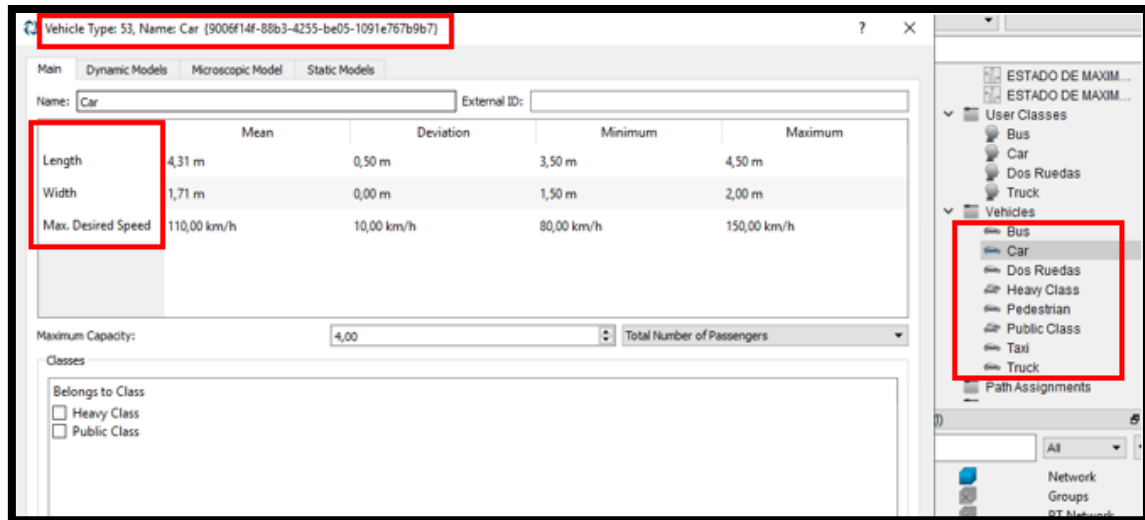 Vehicle Type: 53, Name: Car {9006f14f-88b3-4255-be05-1091e767b9b7}
? ×
Main Dynamic Models Microscopic Model Static Models
Name: Car External ID:
Mean Deviation Minimum Maximum
Length 4,31 m 0,50 m 3,50 m 4,50 m
Width 1,71 m 0,00 m 1,50 m 2,00 m
Max. Desired Speed 110,00 km/h 10,00 km/h 80,00 km/h 150,00 km/h
Maximum Capacity: 4,00 Total Number of Passengers
Classes
Belongs to Class
Heavy Class
Public Class
ESTADO DE MAXIM...
ESTADO DE MAXIM...
User Classes
Bus
Car
Dos Ruedas
Truck
Vehicles
Bus
Car
Dos Ruedas
Heavy Class
Pedestrian
Public Class
Taxi
Truck
Path Assignments
All
Network
Groups
PT Network